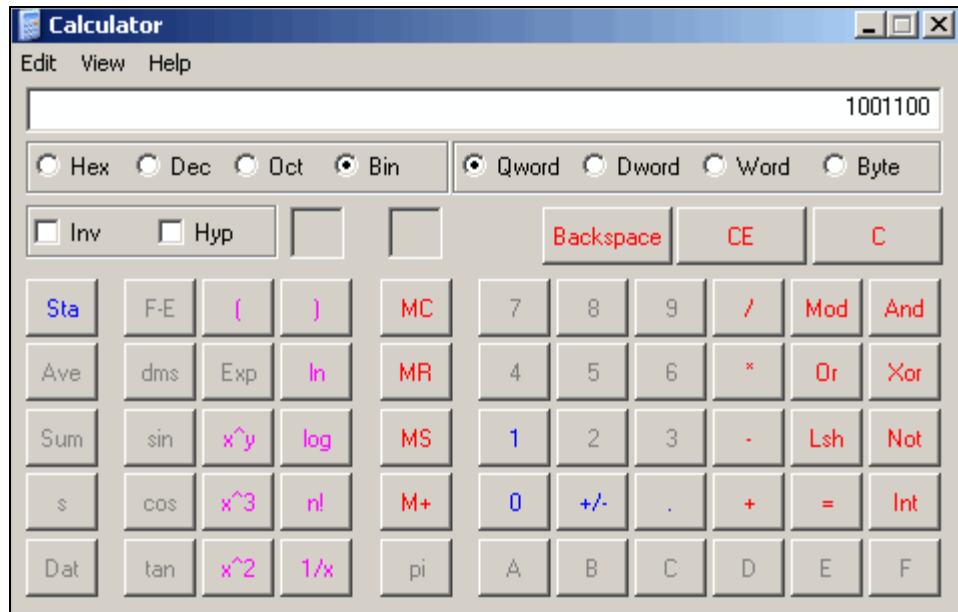 Calculator
Edit View Help
1001100
Hex Dec Oct Bin Qword Dword Word Byte
Inv Hyp Backspace CE C
Sta F-E ( ) MC 7 8 9 / Mod And
Ave dms Exp ln MR 4 5 6 * Or Xor
Sum sin x^y log MS 1 2 3 - Lsh Not
s cos x^3 n! M+ 0 +/- . + = Int
Dat tan x^2 1/x pi A B C D E F